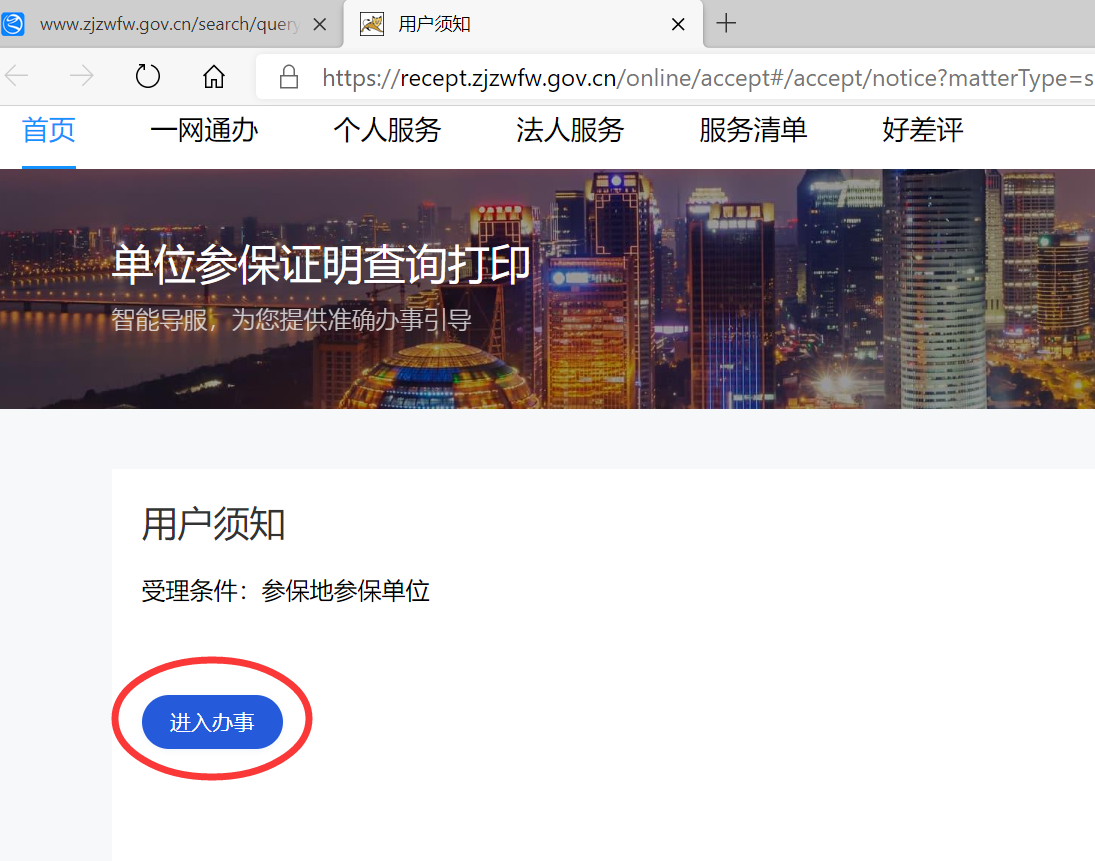 www.zjzwfw.gov.cn/search/query
用户须知
https://recept.zjzwfw.gov.cn/online/accept#/accept/notice?matterType=s
首页 一网通办 个人服务 法人服务 服务清单 好差评
单位参保证明查询打印
智能导服，为您提供准确办事引导
用户须知
受理条件：参保地参保单位
进入办事